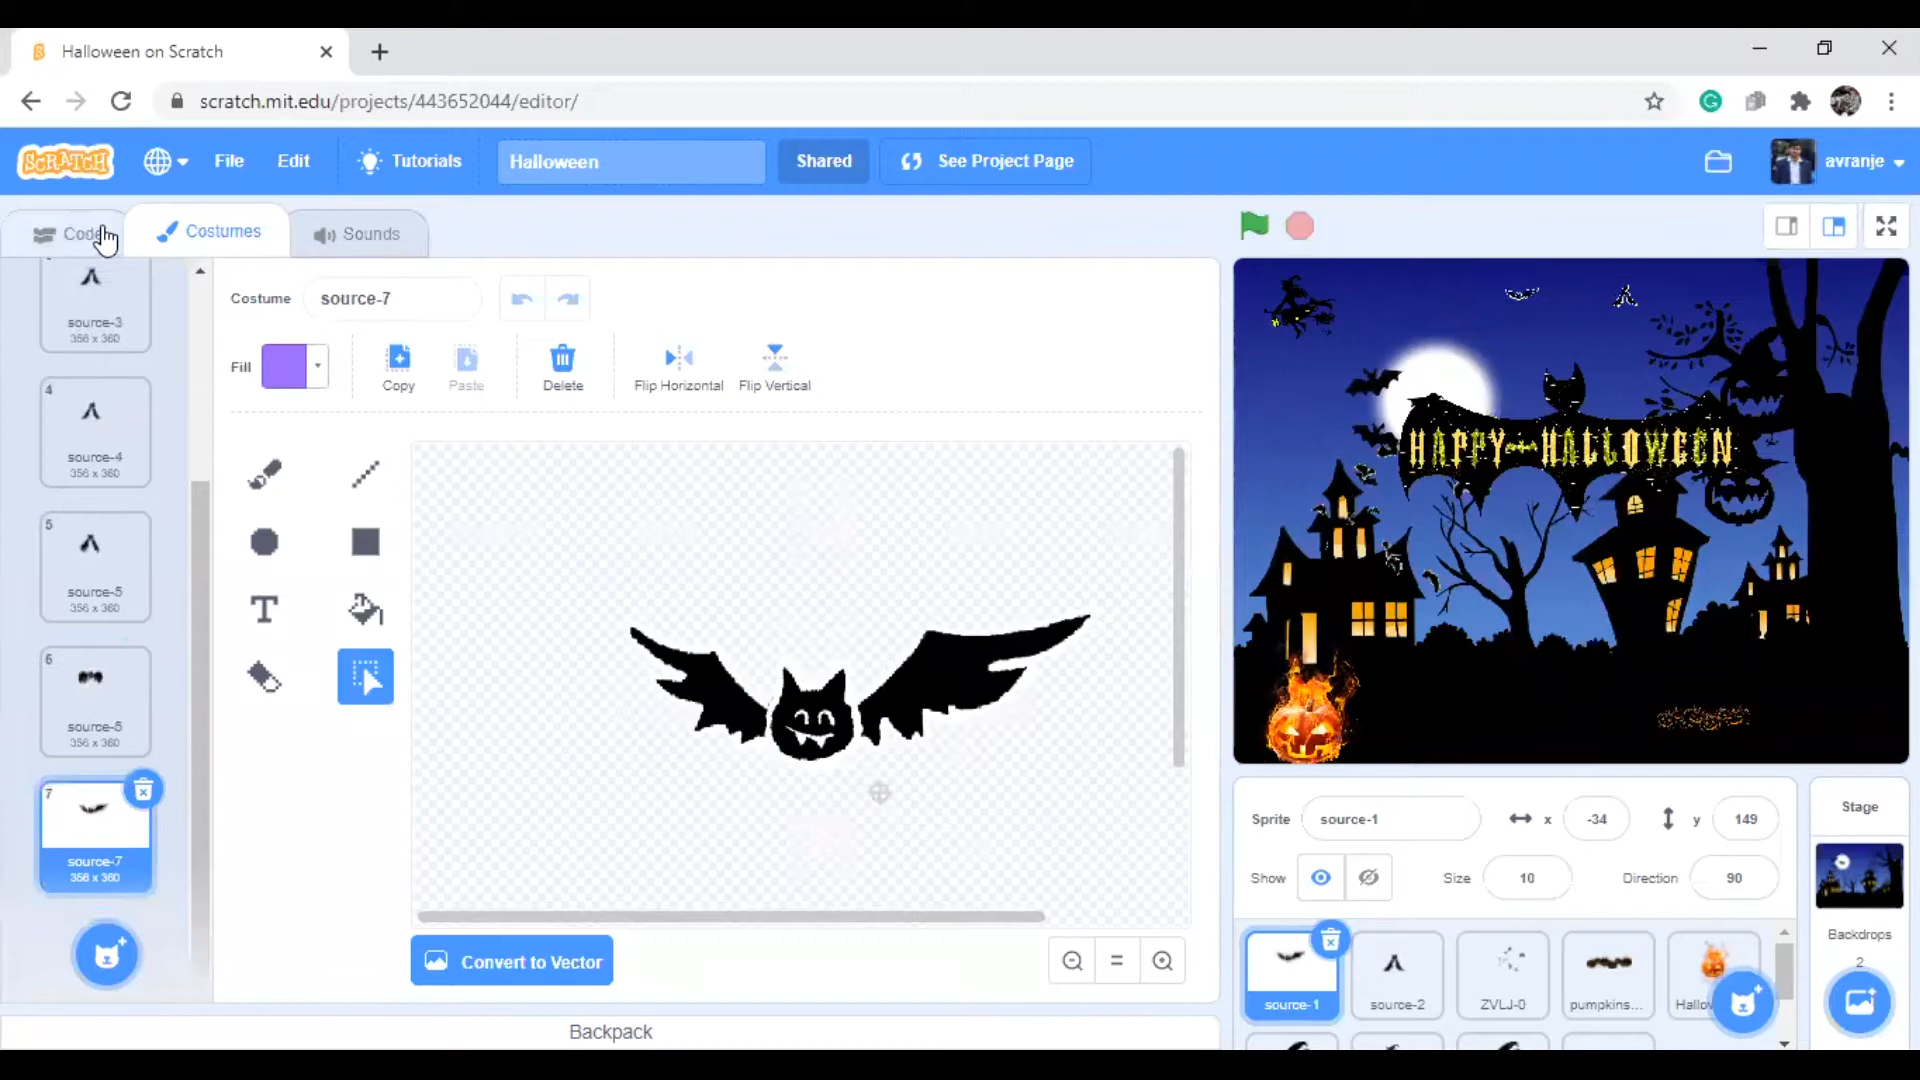 Halloween on Scratch
scratch.mit.edu/projects/443652044/editor/
SCRATCH
File
Edit
Tutorials
Halloween
Shared
See Project Page
avranje
Code
Costumes
Sounds
source-3
356 x 360
4
source-4
356 x 360
5
source-5
356 x 360
6
source-5
356 x 360
7
source-7
356 x 360
Costume
source-7
Fill
Copy
Paste
Delete
Flip Horizontal
Flip Vertical
T
Convert to Vector
Backpack
HAPPY HALLOWEEN
Sprite
source-1
x
-34
y
149
Show
Size
10
Direction
90
source-1
source-2
ZVLJ-0
pumpkins...
Hallo
Stage
Backdrops
2